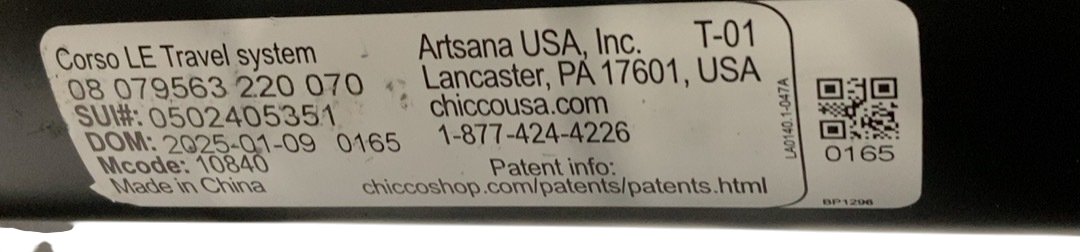 Corso LE Travel system
08 079563 220 070
SUI#: 0502405351
DOM: 2025-01-09 0165
Mcode: 10840
Made in China
Artsana USA, Inc. T-01
Lancaster, PA 17601, USA
chiccousa.com
1-877-424-4226
Patent info:
chiccoshop.com/patents/patents.html
LA0140.1-047A
0165
BP1296